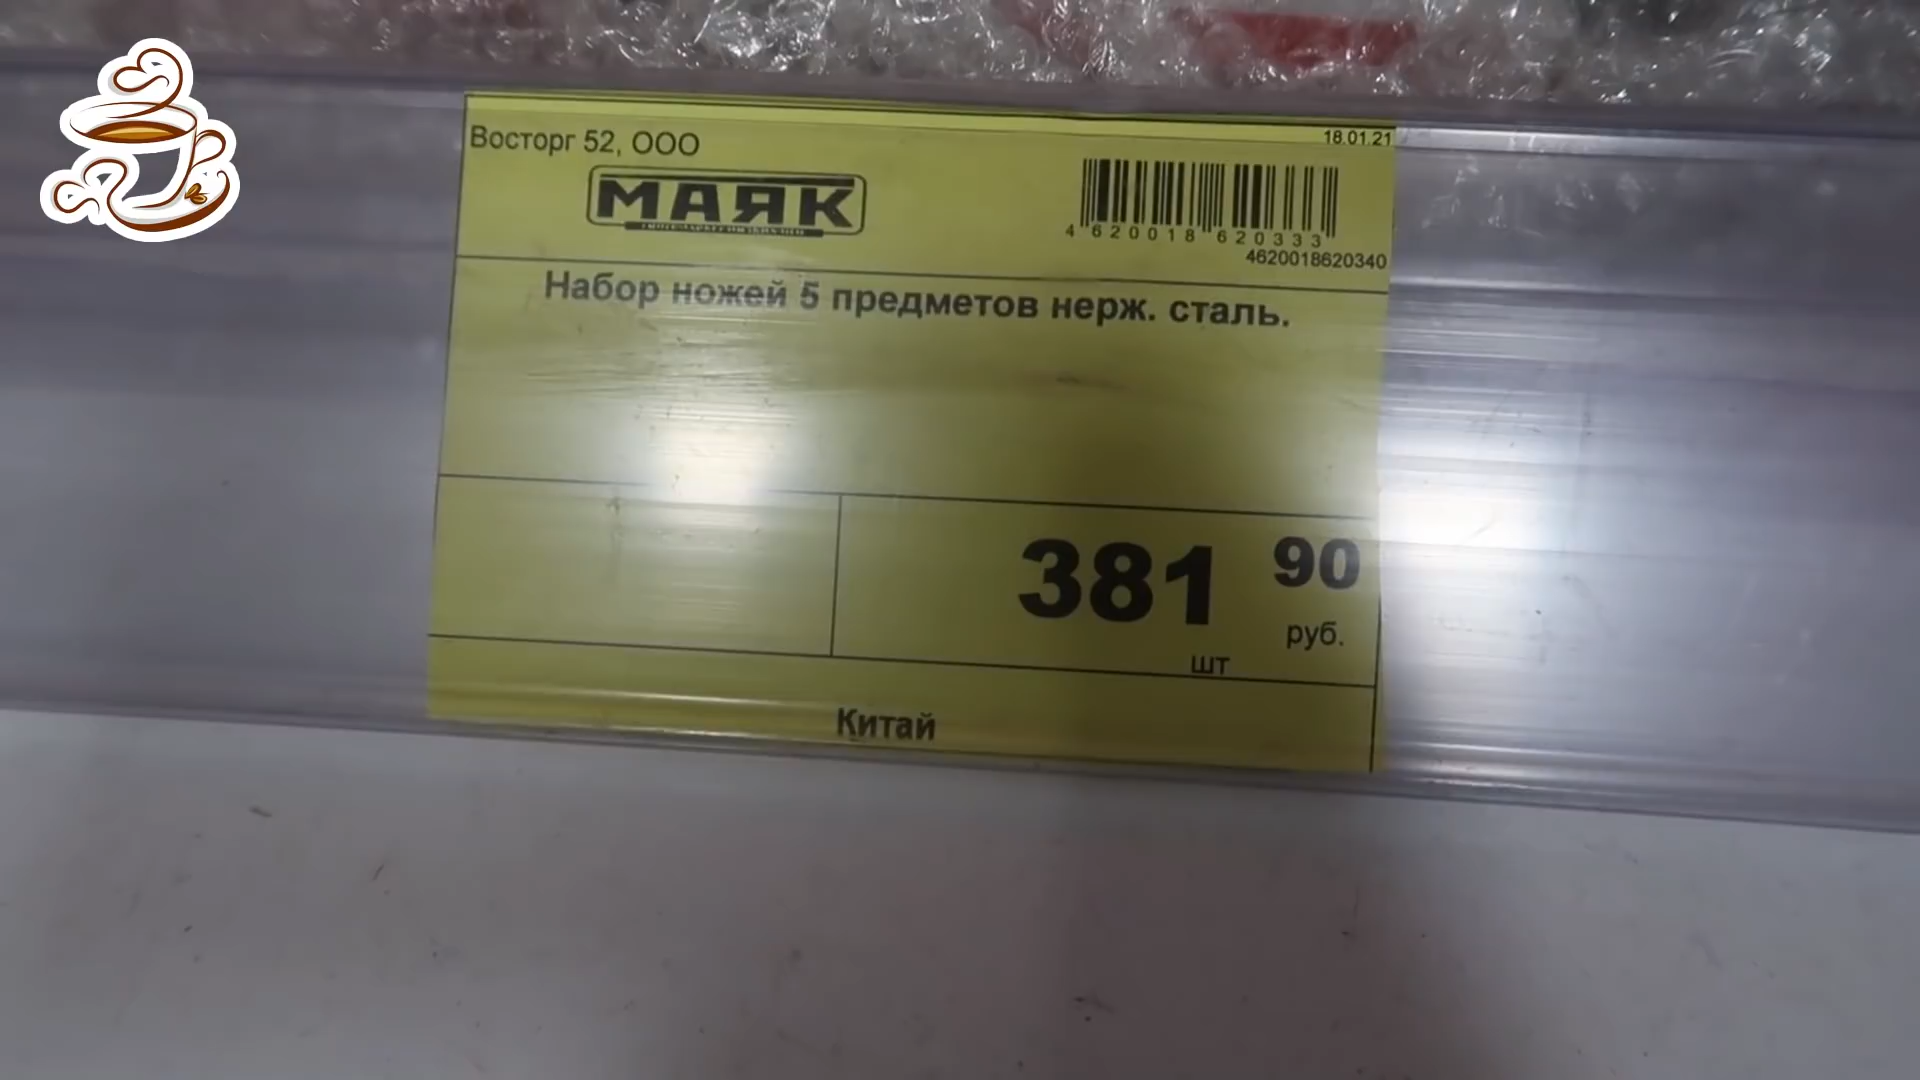 Восторг 52, ООО
18.01.21
МАЯК
4 620018 620333
4620018620340
Набор ножей 5 предметов нерж. сталь.
381 90
руб.
шт
Китай